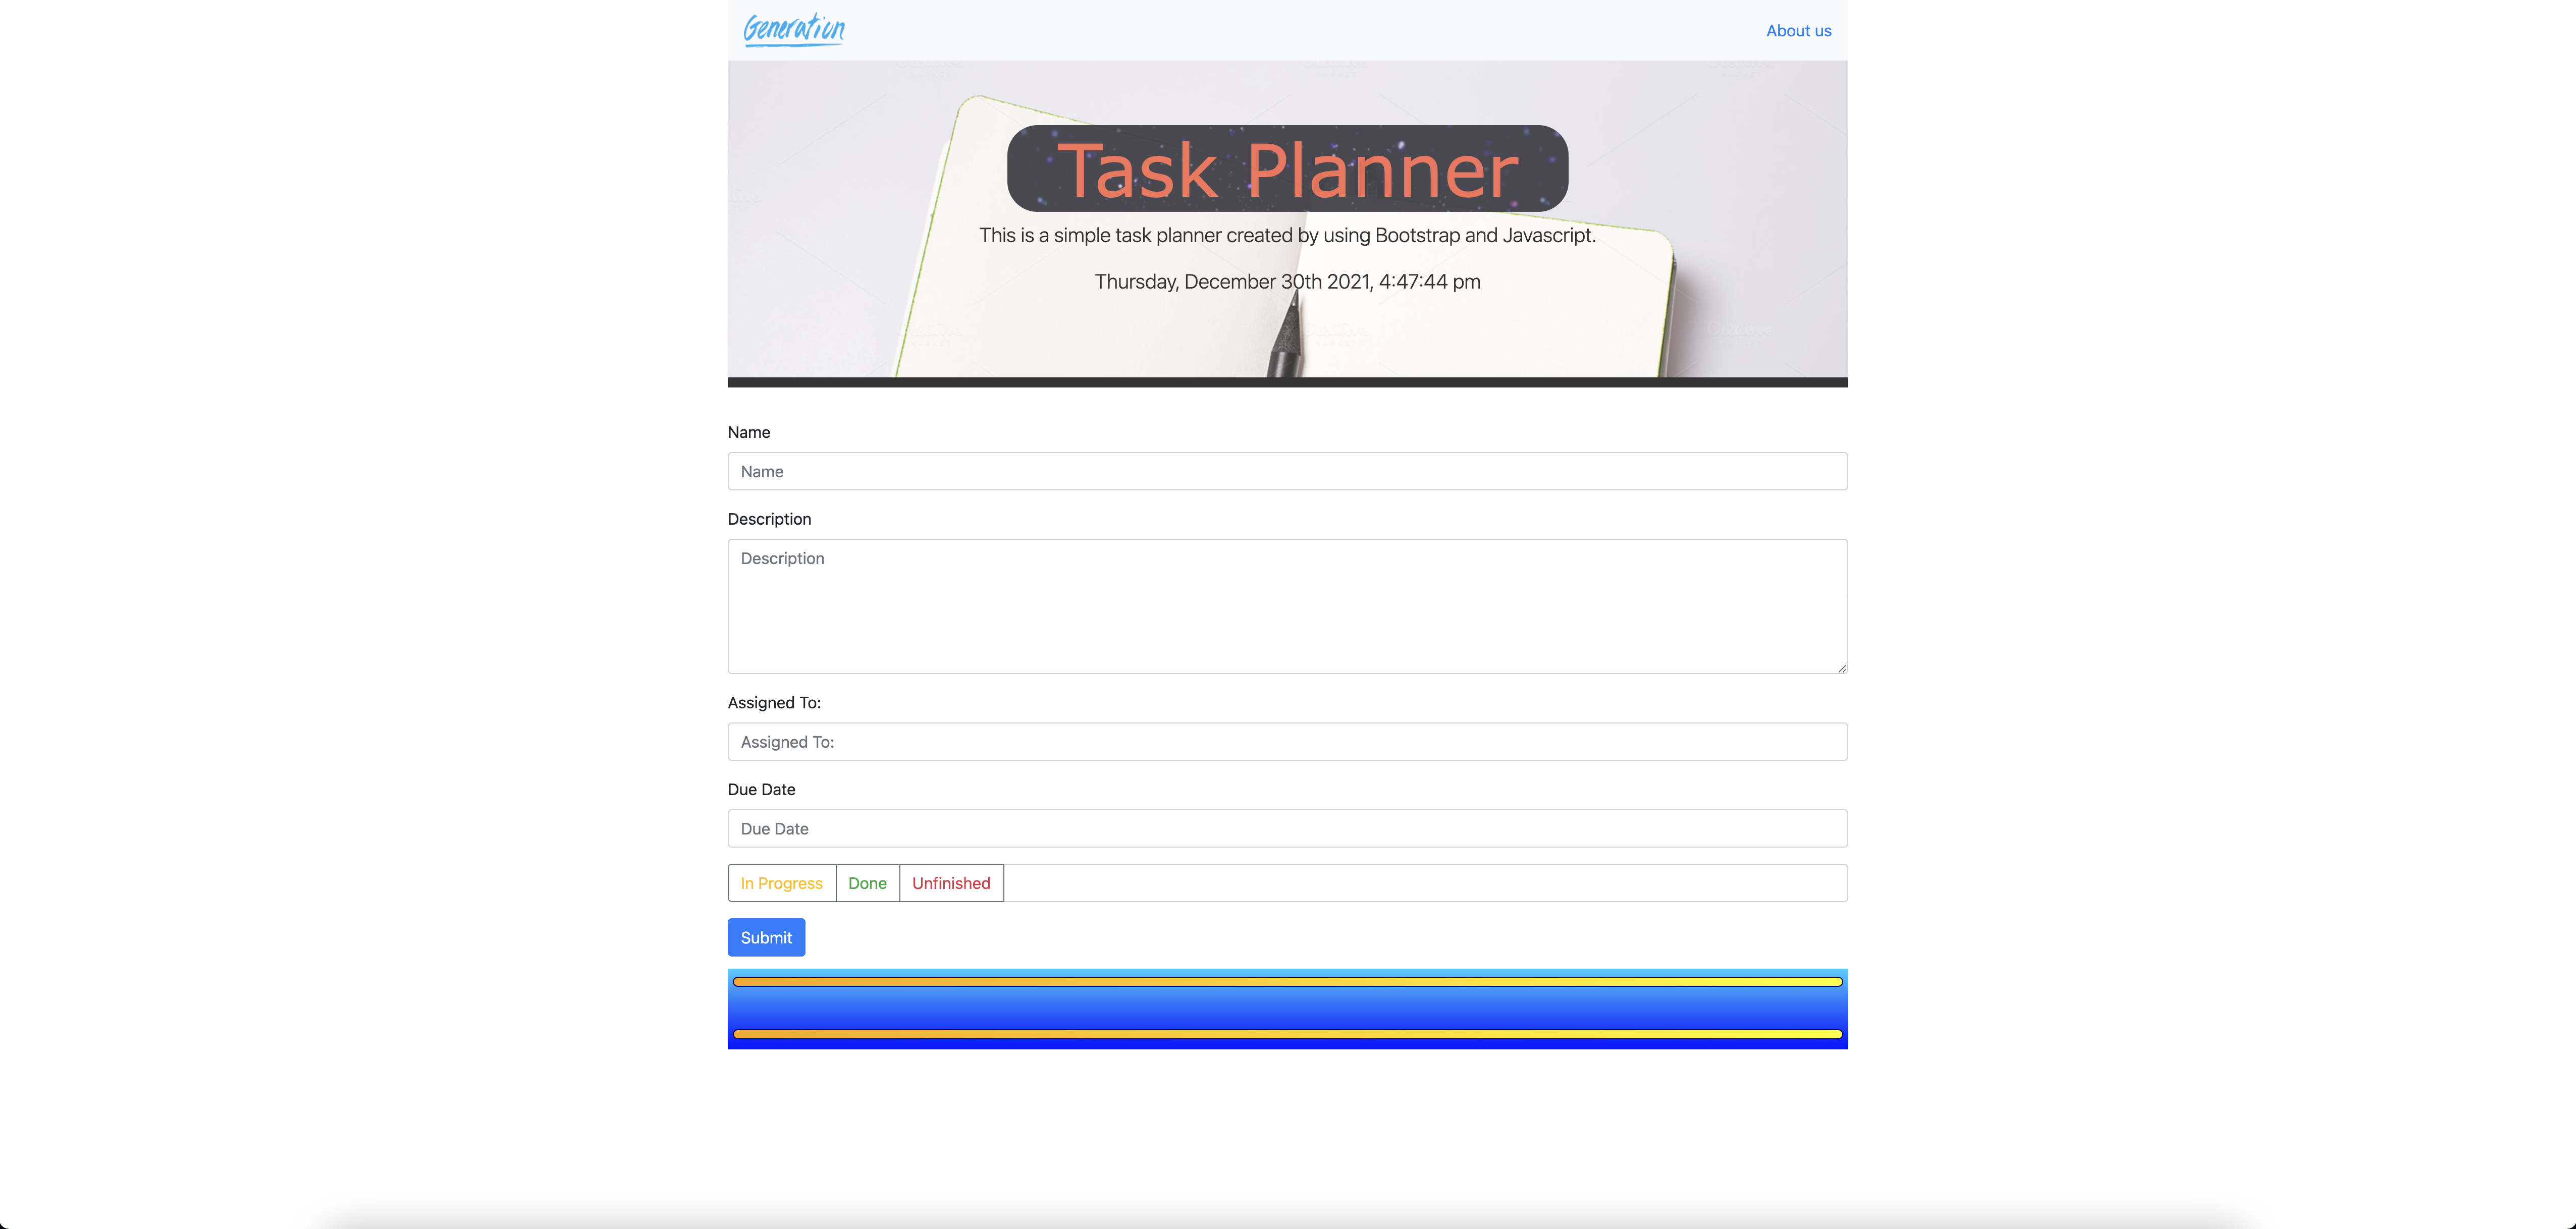 Generation
About us
Task Planner
This is a simple task planner created by using Bootstrap and Javascript.
Thursday, December 30th 2021, 4:47:44 pm
Name
Name
Description
Description
Assigned To:
Assigned To:
Due Date
Due Date
In Progress Done Unfinished
Submit